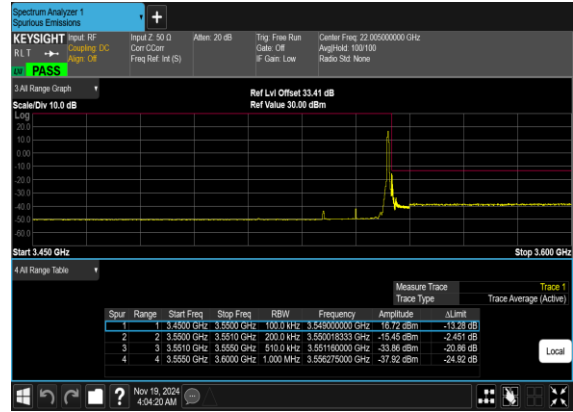 Spectrum Analyzer 1
Spurious Emissions
KEYSIGHT Input: RF Input Z: 50 Ω Atten: 20 dB Trig: Free Run Center Freq: 22.005000000 GHz
RLT Coupling: DC Corr CCorr Gate: Off Avg|Hold: 100/100
Align: Off Freq Ref: Int (S) IF Gain: Low Radio Std: None
PASS
3 All Range Graph
Ref Lvl Offset 33.41 dB
Scale/Div 10.0 dB Ref Value 30.00 dBm
Log
20.0
10.0
0.00
-10.0
-20.0
-30.0
-40.0
-50.0
-60.0
Start 3.450 GHz Stop 3.600 GHz
4 All Range Table
Measure Trace Trace 1
Trace Type Trace Average (Active)
Spur Range Start Freq Stop Freq RBW Frequency Amplitude ΔLimit
1 1 3.4500 GHz 3.5500 GHz 100.0 kHz 3.549000000 GHz 16.72 dBm -13.28 dB
2 2 3.5500 GHz 3.5510 GHz 200.0 kHz 3.550018333 GHz -15.45 dBm -2.451 dB
3 3 3.5510 GHz 3.5550 GHz 510.0 kHz 3.551160000 GHz -33.86 dBm -20.86 dB
4 4 3.5550 GHz 3.6000 GHz 1.000 MHz 3.556275000 GHz -37.92 dBm -24.92 dB
Local
Nov 19, 2024
4:04:20 AM